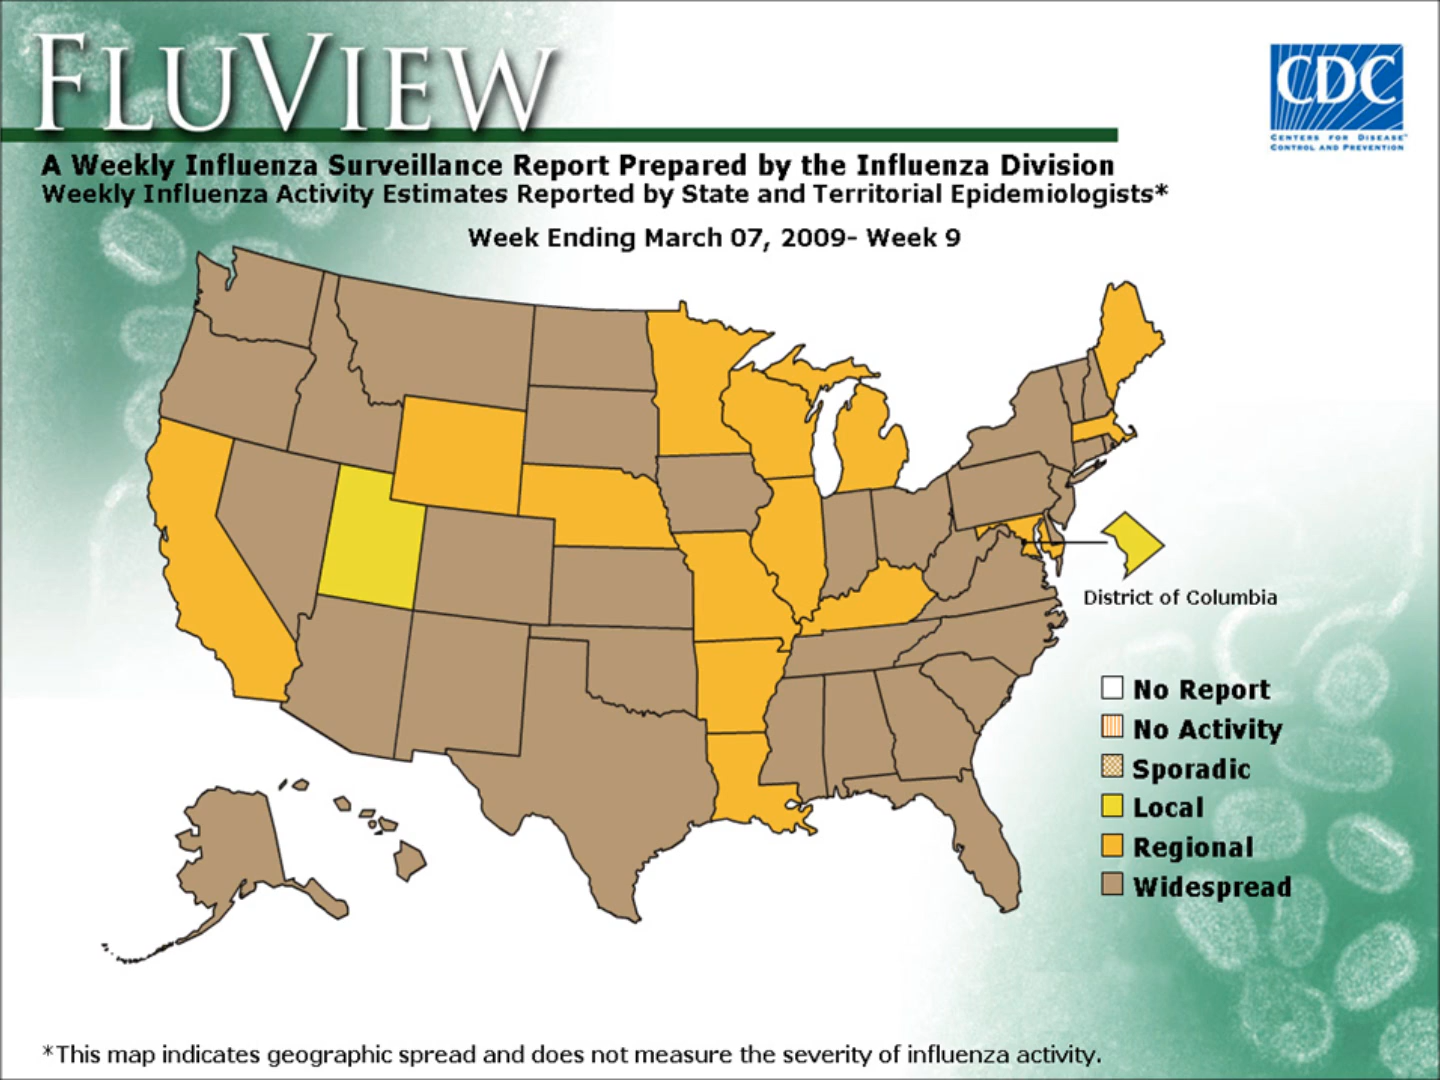 FLUVIEW
CDC
CENTERS FOR DISEASE™
CONTROL AND PREVENTION
A Weekly Influenza Surveillance Report Prepared by the Influenza Division
Weekly Influenza Activity Estimates Reported by State and Territorial Epidemiologists*
Week Ending March 07, 2009- Week 9
District of Columbia
No Report
No Activity
Sporadic
Local
Regional
Widespread
*This map indicates geographic spread and does not measure the severity of influenza activity.